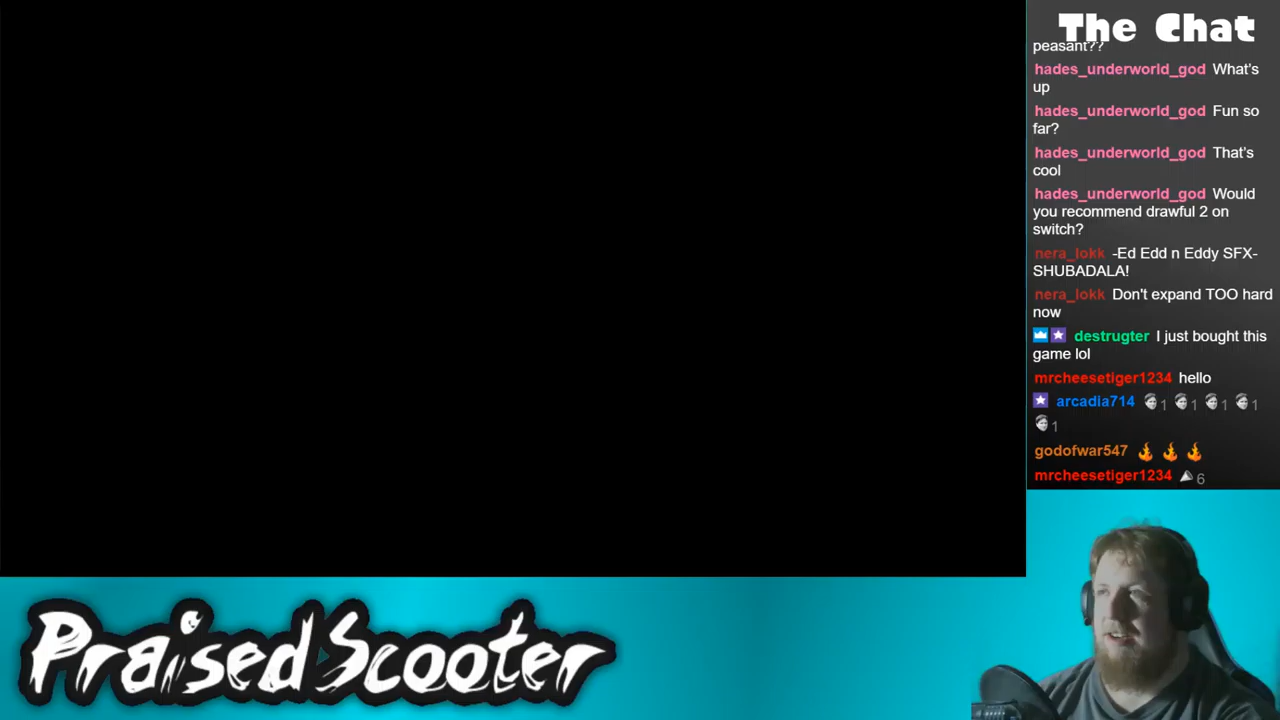 The Chat
peasant??
hades_underworld_god What's
up
hades_underworld_god Fun so
far?
hades_underworld_god That's
cool
hades_underworld_god Would
you recommend drawful 2 on
switch?
nera_lokk -Ed Edd n Eddy SFX-
SHUBADALA!
nera_lokk Don't expand TOO hard
now
destrugter I just bought this
game lol
mrcheesetiger1234 hello
arcadia714 1 1 1 1
1
godofwar547
mrcheesetiger1234 6
PraisedScooter